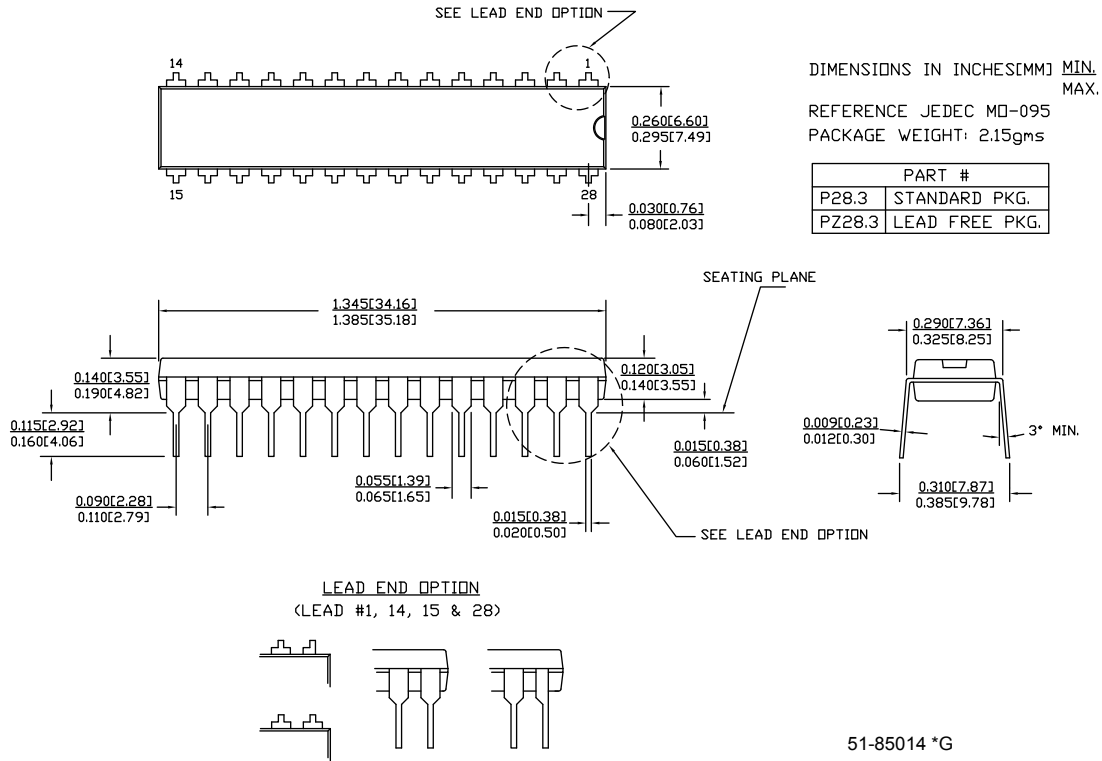 SEE LEAD END OPTION
14
1
DIMENSIONS IN INCHES[MM] MIN.
MAX.
REFERENCE JEDEC MO-095
PACKAGE WEIGHT: 2.15gms
0.260[6.60]
0.295[7.49]
PART #
P28.3 STANDARD PKG.
PZ28.3 LEAD FREE PKG.
15
28
0.030[0.76]
0.080[2.03]
SEATING PLANE
1.345[34.16]
1.385[35.18]
0.290[7.36]
0.325[8.25]
0.140[3.55]
0.190[4.82]
0.120[3.05]
0.140[3.55]
0.115[2.92]
0.160[4.06]
0.009[0.23]
0.012[0.30]
3° MIN.
0.015[0.38]
0.060[1.52]
0.055[1.39]
0.065[1.65]
0.090[2.28]
0.110[2.79]
0.310[7.87]
0.385[9.78]
0.015[0.38]
0.020[0.50]
SEE LEAD END OPTION
LEAD END OPTION
(LEAD #1, 14, 15 & 28)
51-85014 *G